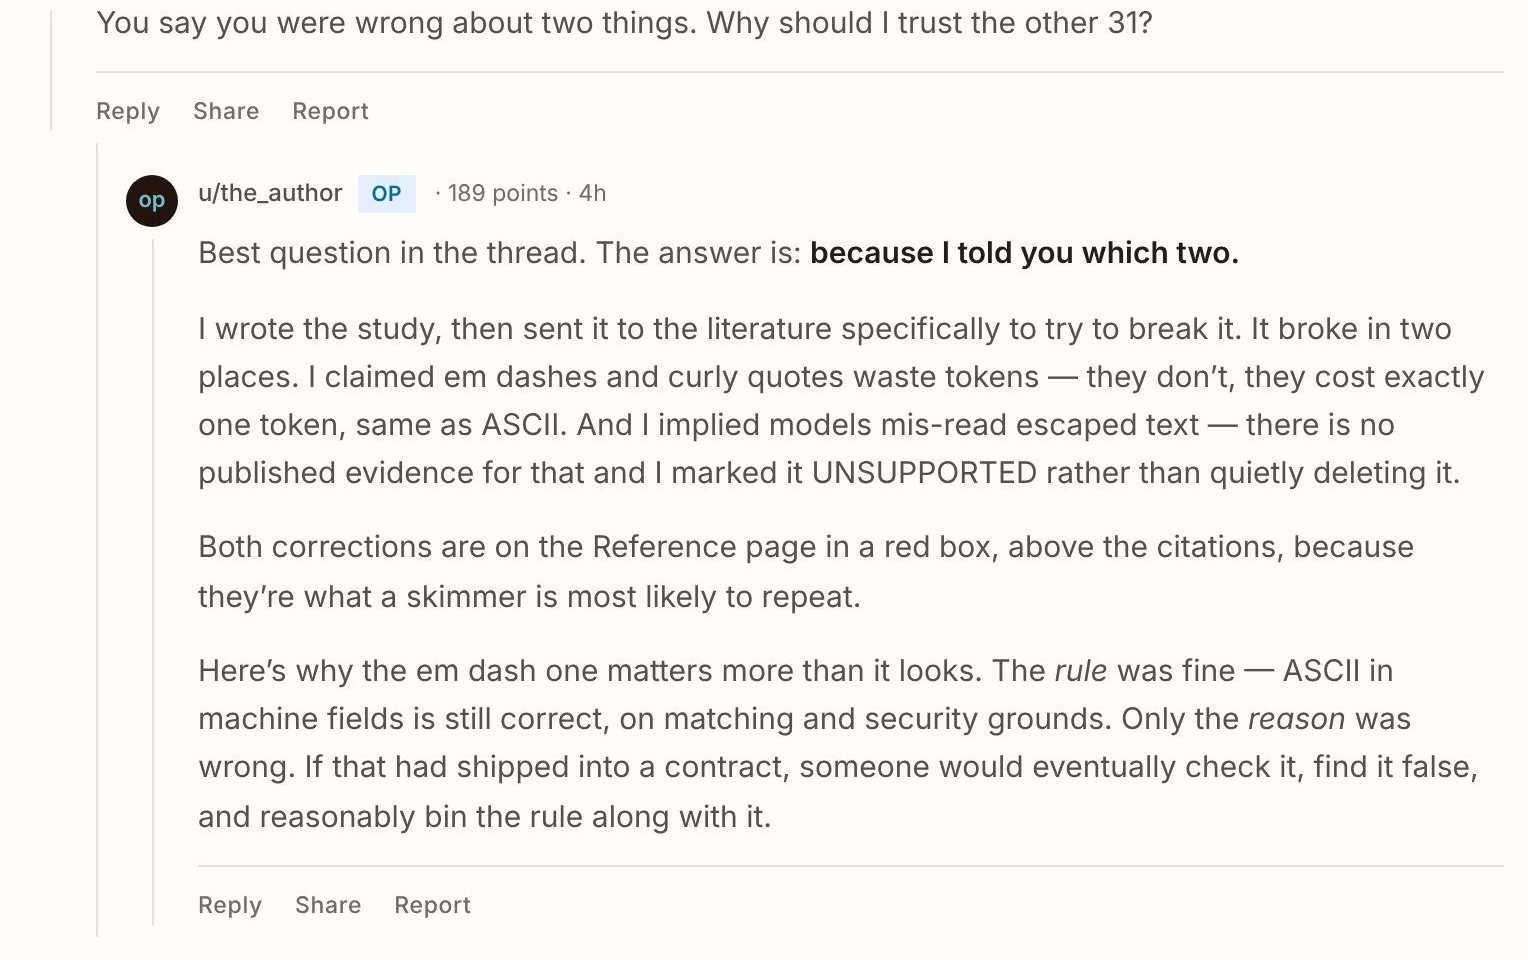 You say you were wrong about two things. Why should I trust the other 31?
Reply Share Report
op u/the_author OP · 189 points · 4h
Best question in the thread. The answer is: because I told you which two.
I wrote the study, then sent it to the literature specifically to try to break it. It broke in two
places. I claimed em dashes and curly quotes waste tokens — they don’t, they cost exactly
one token, same as ASCII. And I implied models mis-read escaped text — there is no
published evidence for that and I marked it UNSUPPORTED rather than quietly deleting it.
Both corrections are on the Reference page in a red box, above the citations, because
they’re what a skimmer is most likely to repeat.
Here’s why the em dash one matters more than it looks. The rule was fine — ASCII in
machine fields is still correct, on matching and security grounds. Only the reason was
wrong. If that had shipped into a contract, someone would eventually check it, find it false,
and reasonably bin the rule along with it.
Reply Share Report